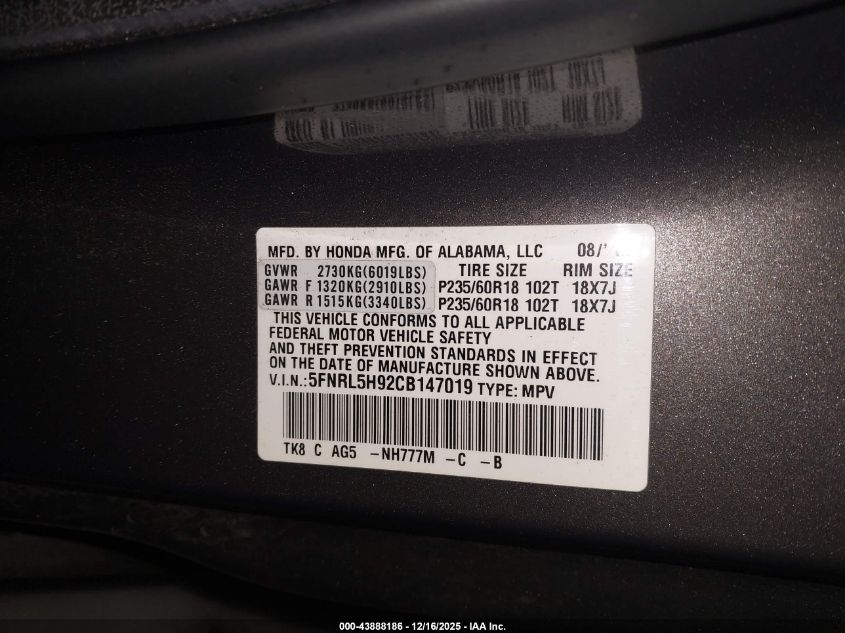 MFD. BY HONDA MFG. OF ALABAMA, LLC 08/'
GVWR 2730KG(6019LBS) TIRE SIZE RIM SIZE
GAWR F 1320KG(2910LBS) P235/60R18 102T 18X7J
GAWR R 1515KG(3340LBS) P235/60R18 102T 18X7J
THIS VEHICLE CONFORMS TO ALL APPLICABLE
FEDERAL MOTOR VEHICLE SAFETY
AND THEFT PREVENTION STANDARDS IN EFFECT
ON THE DATE OF MANUFACTURE SHOWN ABOVE.
V.I.N.:5FNRL5H92CB147019 TYPE: MPV
TK8 C AG5 -NH777M -C -B
000-43888186 - 12/16/2025 - IAA Inc.